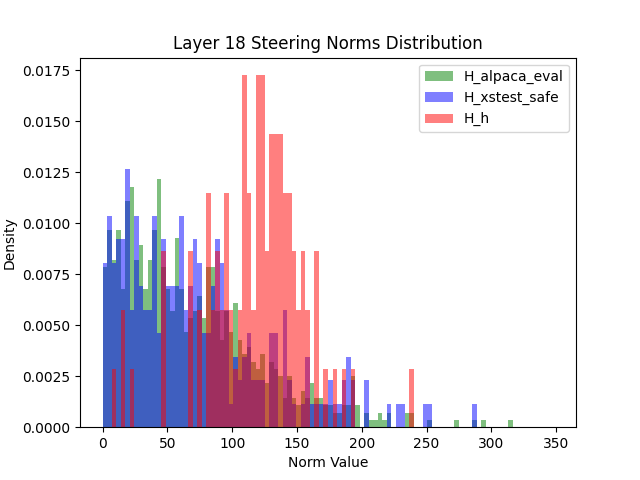 Layer 18 Steering Norms Distribution
H_alpaca_eval
H_xstest_safe
H_h
Density
0.0175
0.0150
0.0125
0.0100
0.0075
0.0050
0.0025
0.0000
0 50 100 150 200 250 300 350
Norm Value